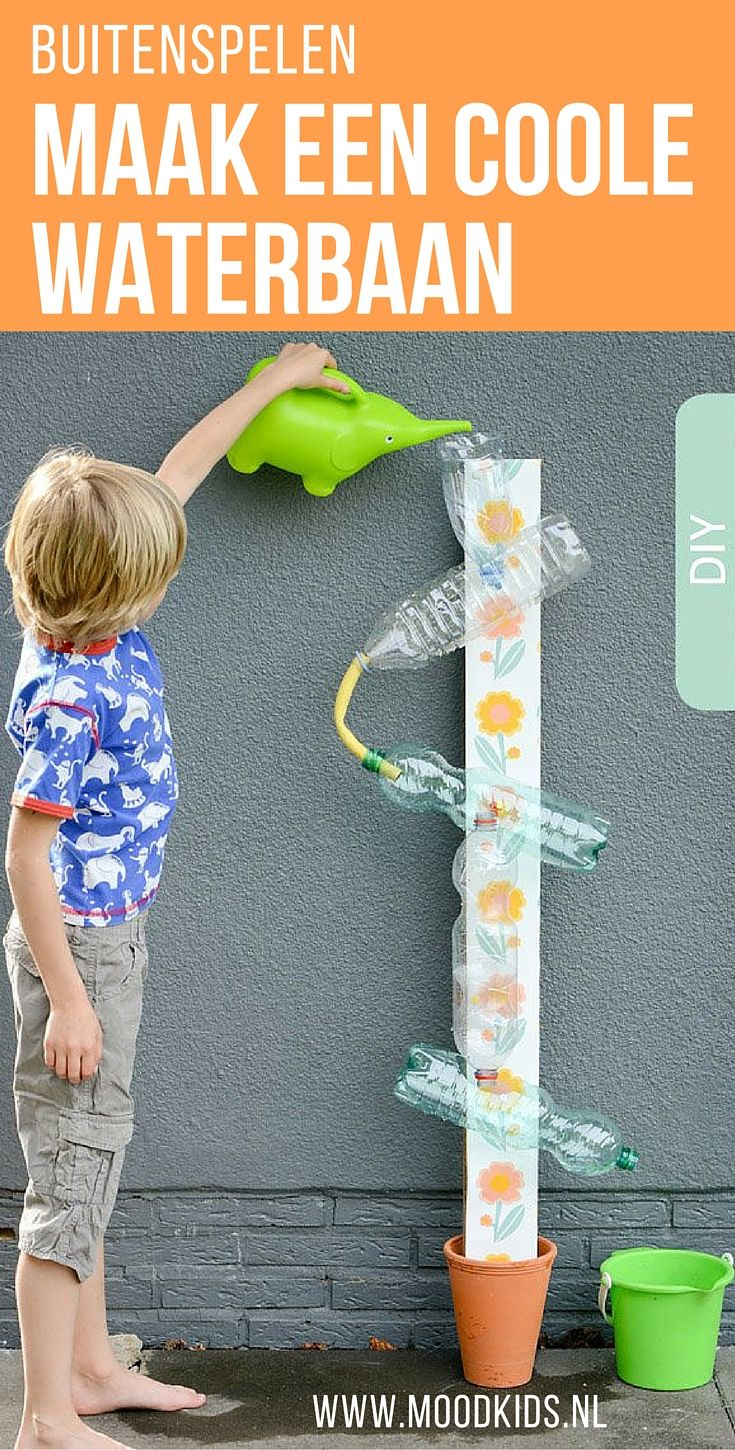 BUITENSPELEN
MAAK EEN COOLE
WATERBAAN
DIY
WWW.MOODKIDS.NL